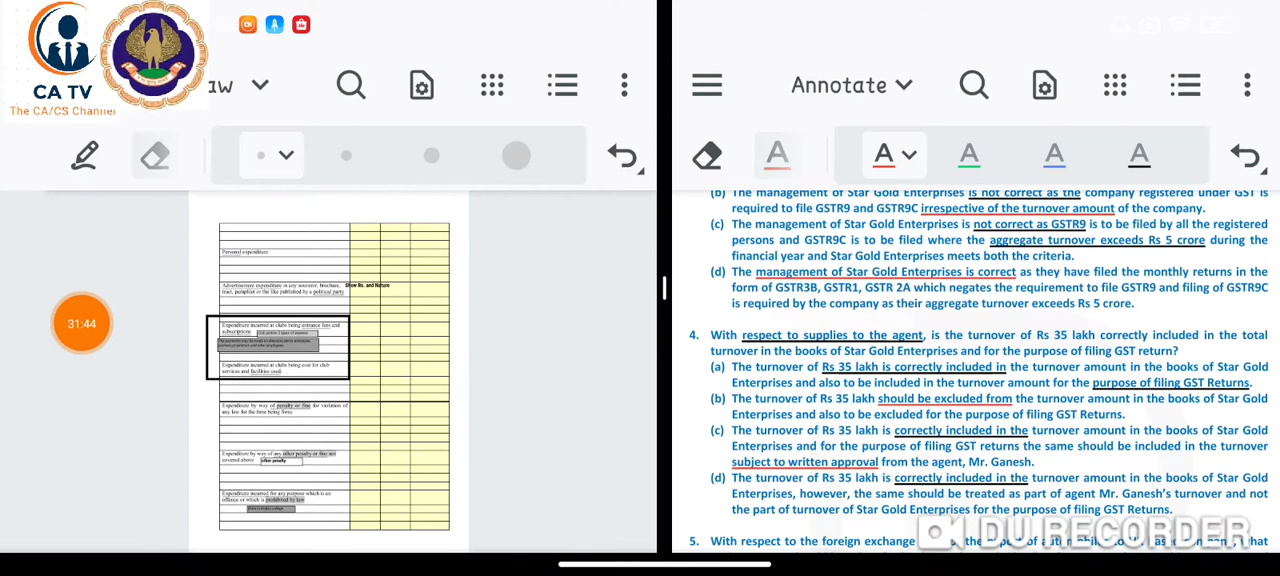 CA TV
The CA/CS Channel
aw
Annotate
31:44
Personal expenditure
Advertisement expenditure in any souvenir, brochure,
tract, pamphlet or the like published by a political party
Show Rs. and Nature
Expenditure incurred at clubs being entrance fees and
subscriptions
Expenditure incurred at clubs being cost for club
services and facilities used.
Expenditure by way of penalty or fine for violation of
any law for the time being force
Expenditure by way of any other penalty or fine not
covered above
other penalty
Expenditure incurred for any purpose which is an
offence or which is prohibited by law
(b) The management of Star Gold Enterprises is not correct as the company registered under GST is
required to file GSTR9 and GSTR9C irrespective of the turnover amount of the company.
(c) The management of Star Gold Enterprises is not correct as GSTR9 is to be filed by all the registered
persons and GSTR9C is to be filed where the aggregate turnover exceeds Rs 5 crore during the
financial year and Star Gold Enterprises meets both the criteria.
(d) The management of Star Gold Enterprises is correct as they have filed the monthly returns in the
form of GSTR3B, GSTR1, GSTR 2A which negates the requirement to file GSTR9 and filing of GSTR9C
is required by the company as their aggregate turnover exceeds Rs 5 crore.
4. With respect to supplies to the agent, is the turnover of Rs 35 lakh correctly included in the total
turnover in the books of Star Gold Enterprises and for the purpose of filing GST return?
(a) The turnover of Rs 35 lakh is correctly included in the turnover amount in the books of Star Gold
Enterprises and also to be included in the turnover amount for the purpose of filing GST Returns.
(b) The turnover of Rs 35 lakh should be excluded from the turnover amount in the books of Star Gold
Enterprises and also to be excluded for the purpose of filing GST Returns.
(c) The turnover of Rs 35 lakh is correctly included in the turnover amount in the books of Star Gold
Enterprises and for the purpose of filing GST returns the same should be included in the turnover
subject to written approval from the agent, Mr. Ganesh.
(d) The turnover of Rs 35 lakh is correctly included in the turnover amount in the books of Star Gold
Enterprises, however, the same should be treated as part of agent Mr. Ganesh's turnover and not
the part of turnover of Star Gold Enterprises for the purpose of filing GST Returns.
5. With respect to the foreign exchange
DU RECORDER